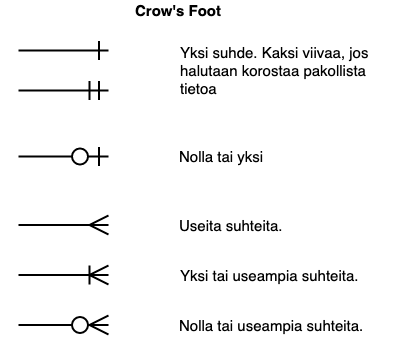 Crow's Foot
Yksi suhde. Kaksi viivaa, jos
halutaan korostaa pakollista
tietoa
Nolla tai yksi
Useita suhteita.
Yksi tai useampia suhteita.
Nolla tai useampia suhteita.